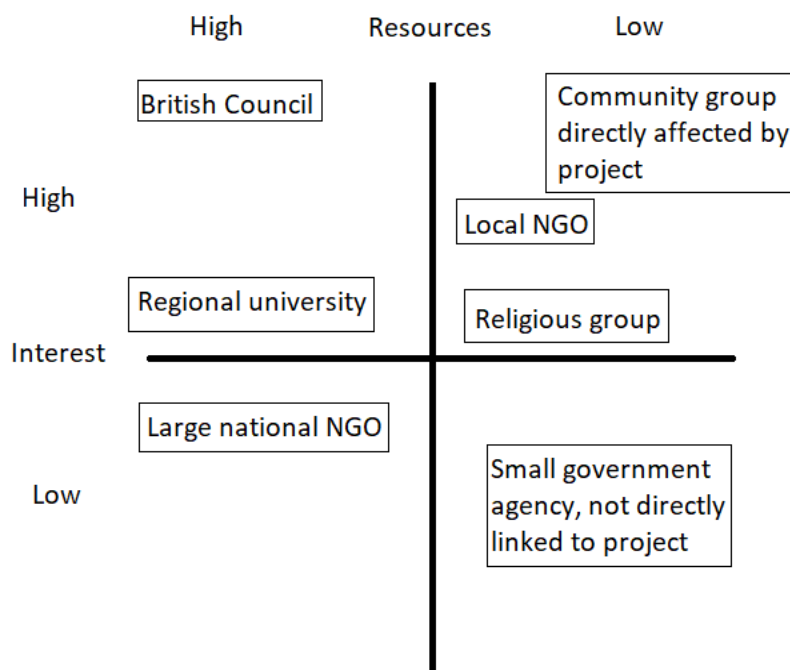 High Resources Low
British Council
Community group
directly affected by
project
High
Local NGO
Regional university
Religious group
Interest
Large national NGO
Low
Small government
agency, not directly
linked to project